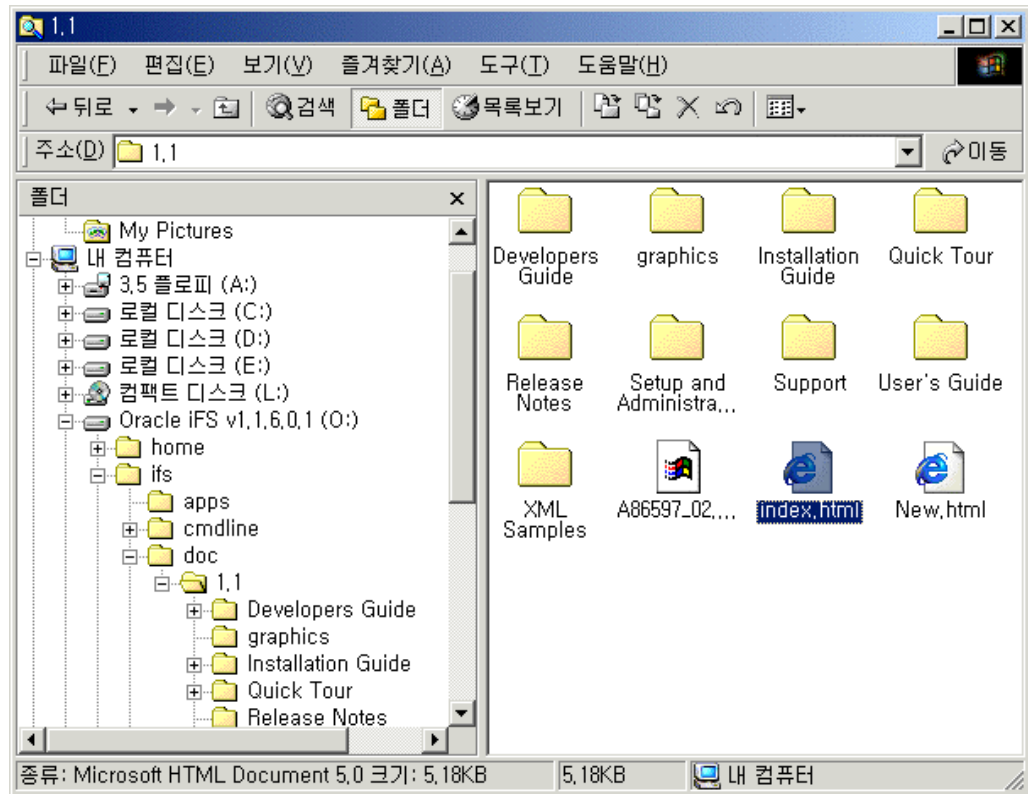 1.1
파일(F) 편집(E) 보기(V) 즐겨찾기(A) 도구(T) 도움말(H)
뒤로 검색 폴더 목록보기
주소(D) 1.1 이동
폴더
My Pictures
내 컴퓨터
3.5 플로피 (A:)
로컬 디스크 (C:)
로컬 디스크 (D:)
로컬 디스크 (E:)
컴팩트 디스크 (L:)
Oracle iFS v1.1.6.0.1 (O:)
home
ifs
apps
cmdline
doc
1.1
Developers Guide
graphics
Installation Guide
Quick Tour
Release Notes
Developers Guide
graphics
Installation Guide
Quick Tour
Release Notes
Setup and Administra...
Support
User's Guide
XML Samples
A86597_02....
index.html
New.html
종류: Microsoft HTML Document 5.0 크기: 5.18KB 5.18KB 내 컴퓨터